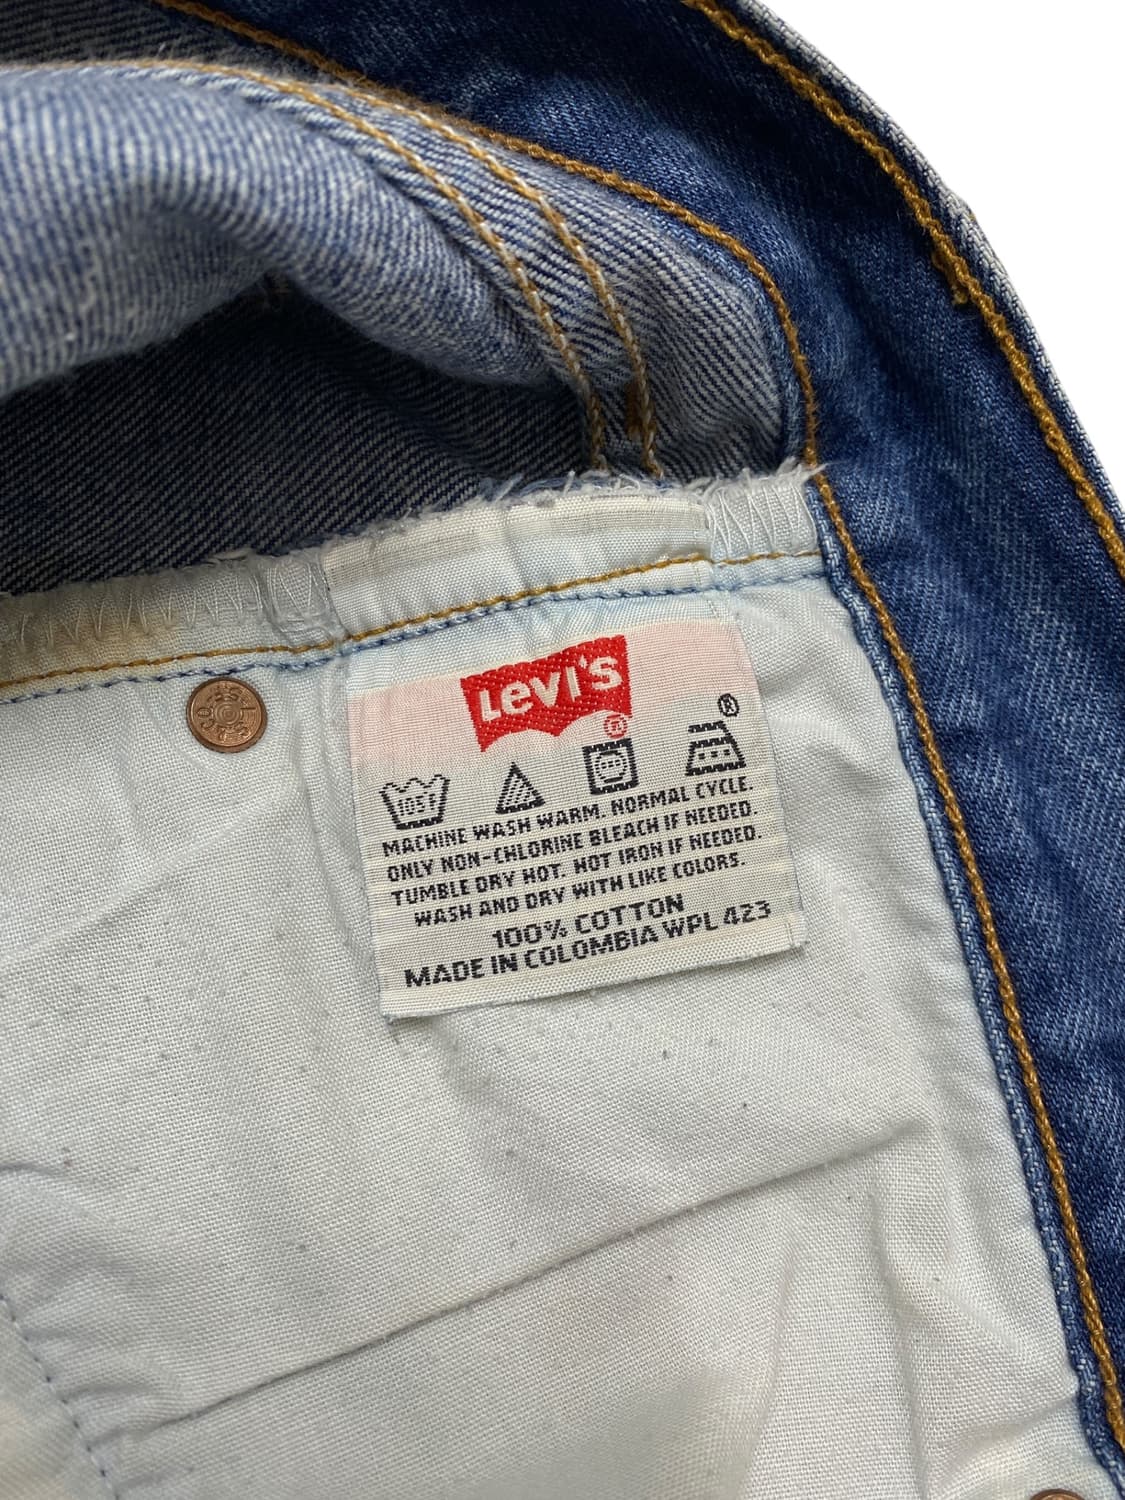 Levi's
®
®
105F
MACHINE WASH WARM. NORMAL CYCLE.
ONLY NON-CHLORINE BLEACH IF NEEDED.
TUMBLE DRY HOT. HOT IRON IF NEEDED.
WASH AND DRY WITH LIKE COLORS.
100% COTTON
MADE IN COLOMBIA WPL 423